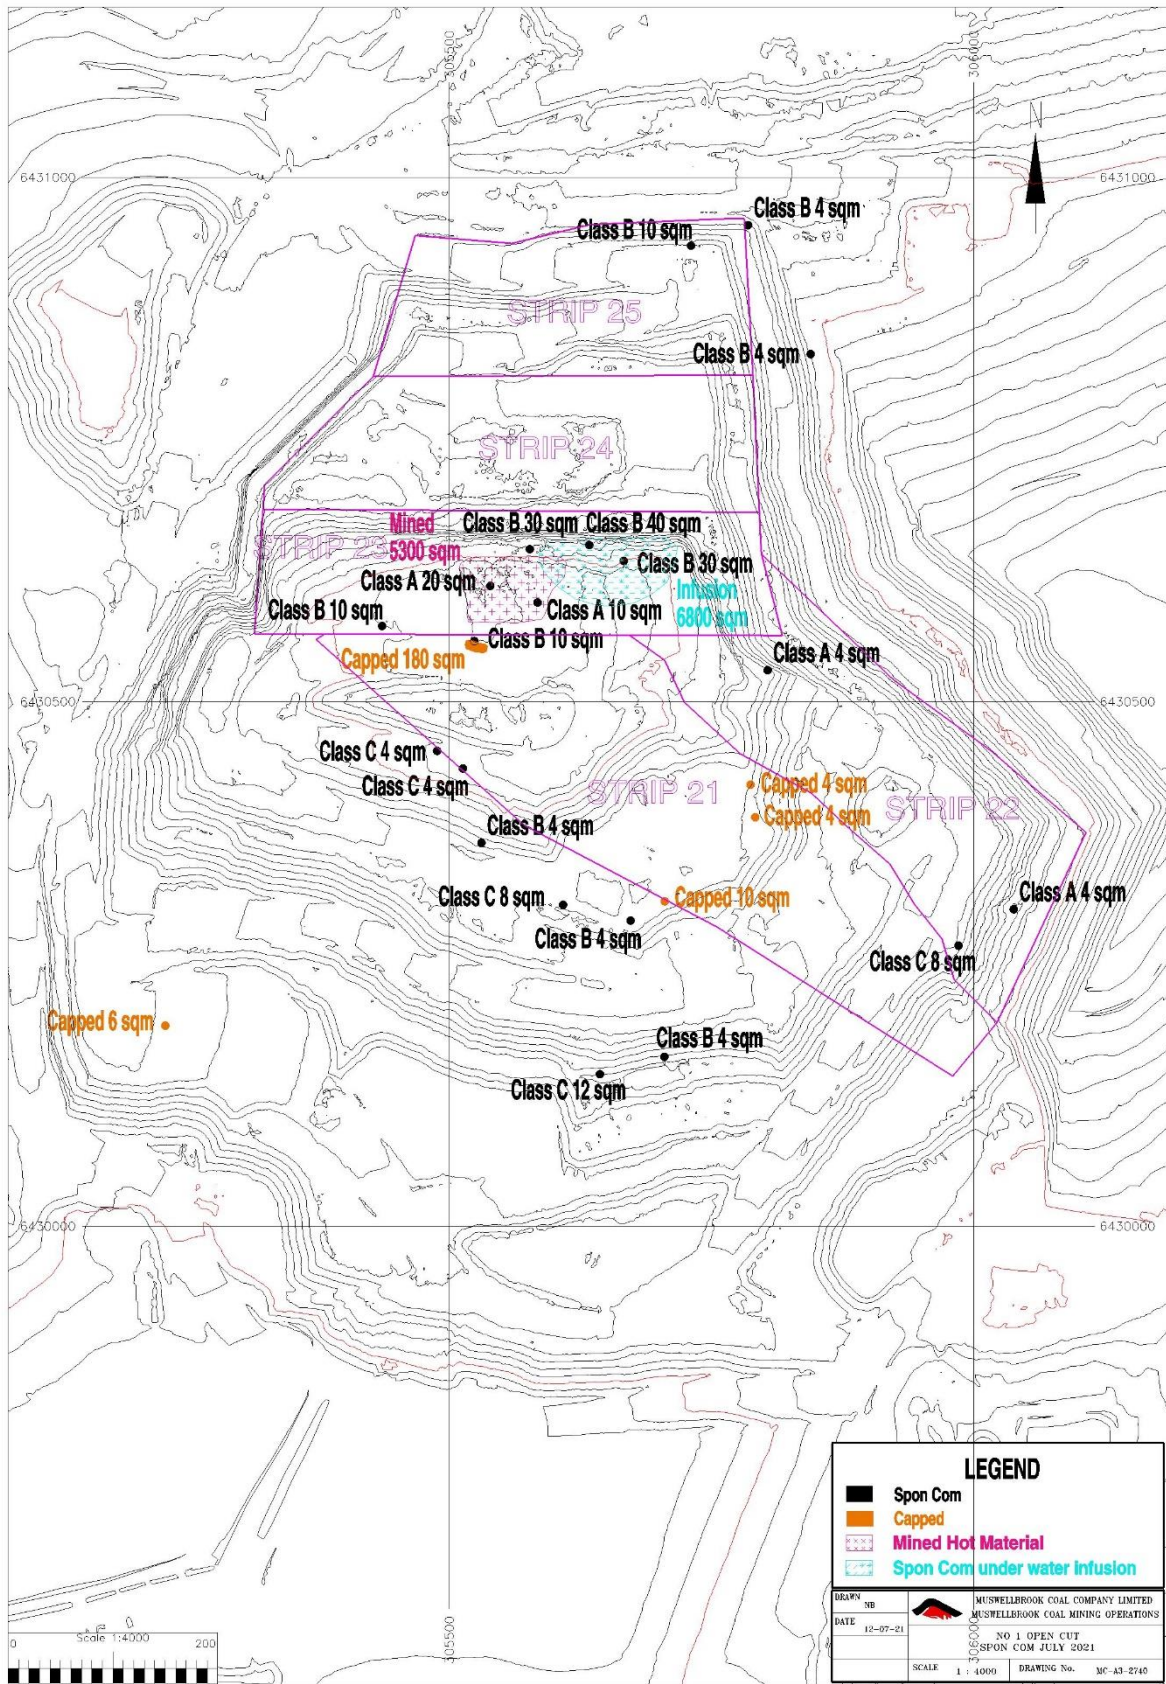 305500
306000
N
6431000
6431000
Class B 4 sqm
Class B 10 sqm
STRIP 25
Class B 4 sqm
STRIP 24
Mined
5300 sqm
Class B 30 sqm
Class B 40 sqm
STRIP 23
Class B 30 sqm
Class A 20 sqm
Infusion
6800 sqm
Class B 10 sqm
Class A 10 sqm
Class B 10 sqm
Capped 180 sqm
Class A 4 sqm
6430500
6430500
Class C 4 sqm
Class C 4 sqm
STRIP 21
Capped 4 sqm
STRIP 22
Capped 4 sqm
Class B 4 sqm
Class C 8 sqm
Capped 10 sqm
Class A 4 sqm
Class B 4 sqm
Class C 8 sqm
Capped 6 sqm
Class B 4 sqm
Class C 12 sqm
6430000
6430000
LEGEND
Spon Com
Capped
Mined Hot Material
Spon Com under water infusion
DRAWN
NB
DATE
12-07-21
MUSWELLBROOK COAL COMPANY LIMITED
MUSWELLBROOK COAL MINING OPERATIONS
NO 1 OPEN CUT
SPON COM JULY 2021
SCALE
1 : 4000
DRAWING No.
MC-A3-2740
0
Scale 1:4000
200
305500
306000